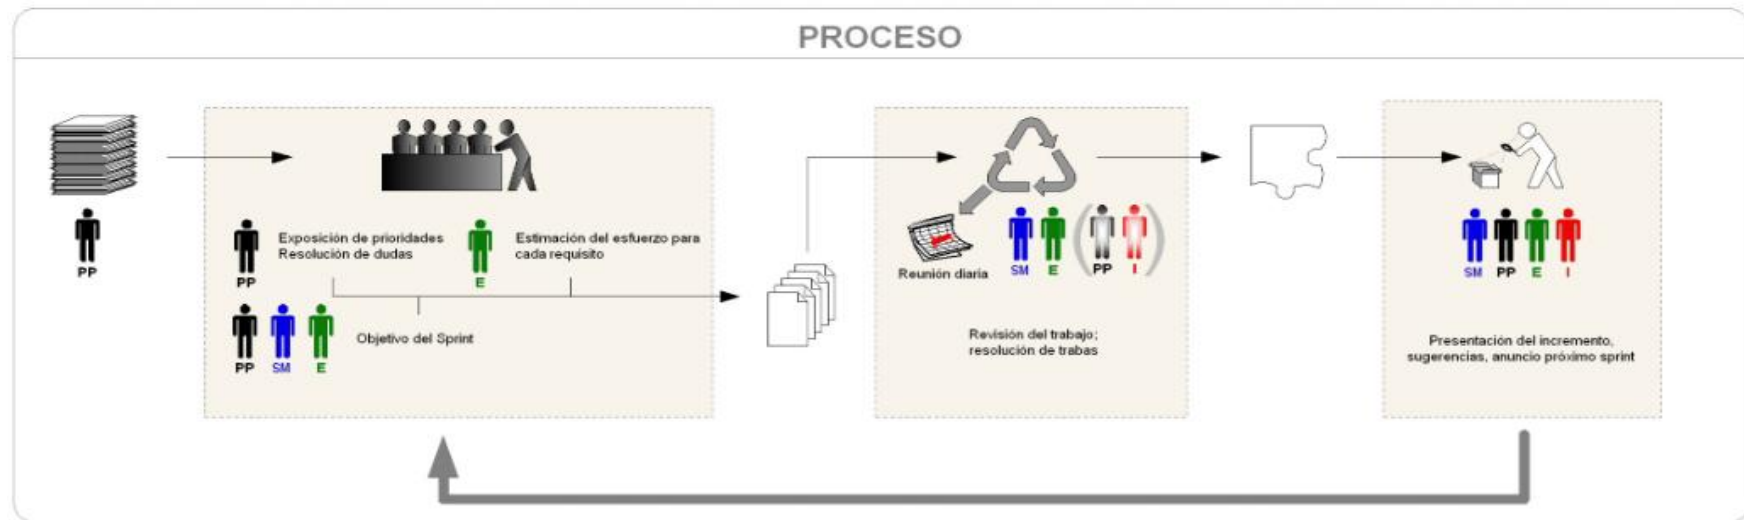 PROCESO
PP
PP
Exposición de prioridades
Resolución de dudas
E
Estimación del esfuerzo para
cada requisito
PP
SM
E
Objetivo del Sprint
Reunión diaria
SM
E
PP
I
Revisión del trabajo;
resolución de trabas
SM
PP
E
I
Presentación del incremento,
sugerencias, anuncio próximo sprint